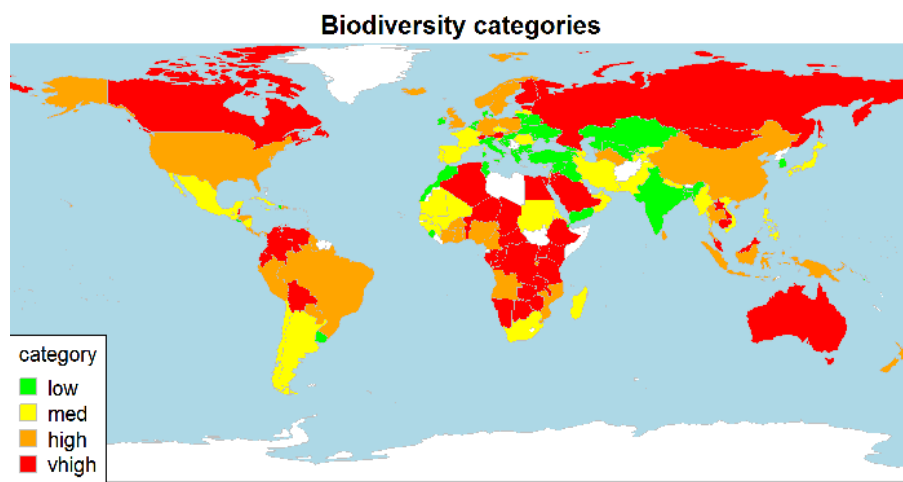 Biodiversity categories
category
low
med
high
vhigh